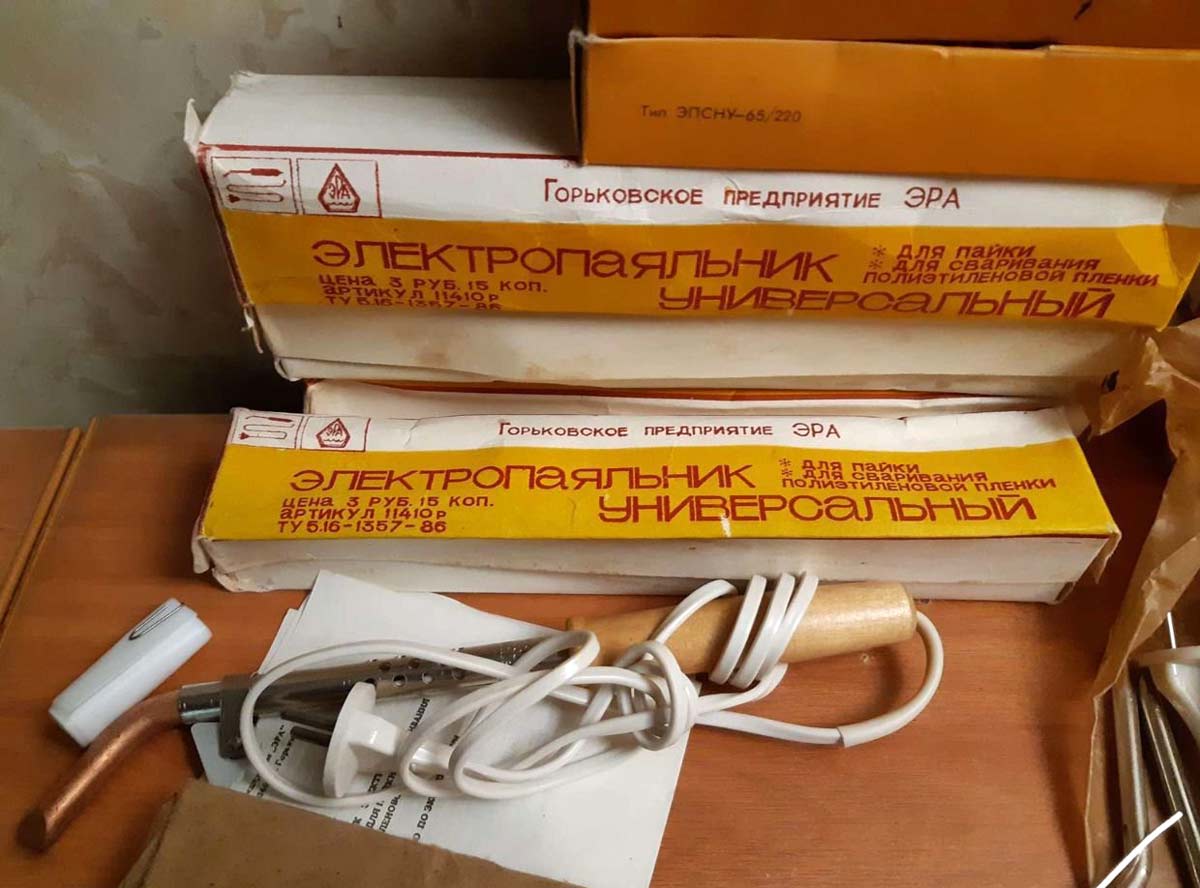 Тип ЭПСНУ-65/220
ЭРА
Горьковское предприятие ЭРА
Электропаяльник
* для пайки
* для сваривания
полиэтиленовой пленки
универсальный
цена 3 руб. 15 коп.
артикул 11410р
ТУ 5.16-1357-86
ЭРА
Горьковское предприятие ЭРА
Электропаяльник
* для пайки
* для сваривания
полиэтиленовой пленки
универсальный
цена 3 руб. 15 коп.
артикул 11410р
ТУ 5.16-1357-86